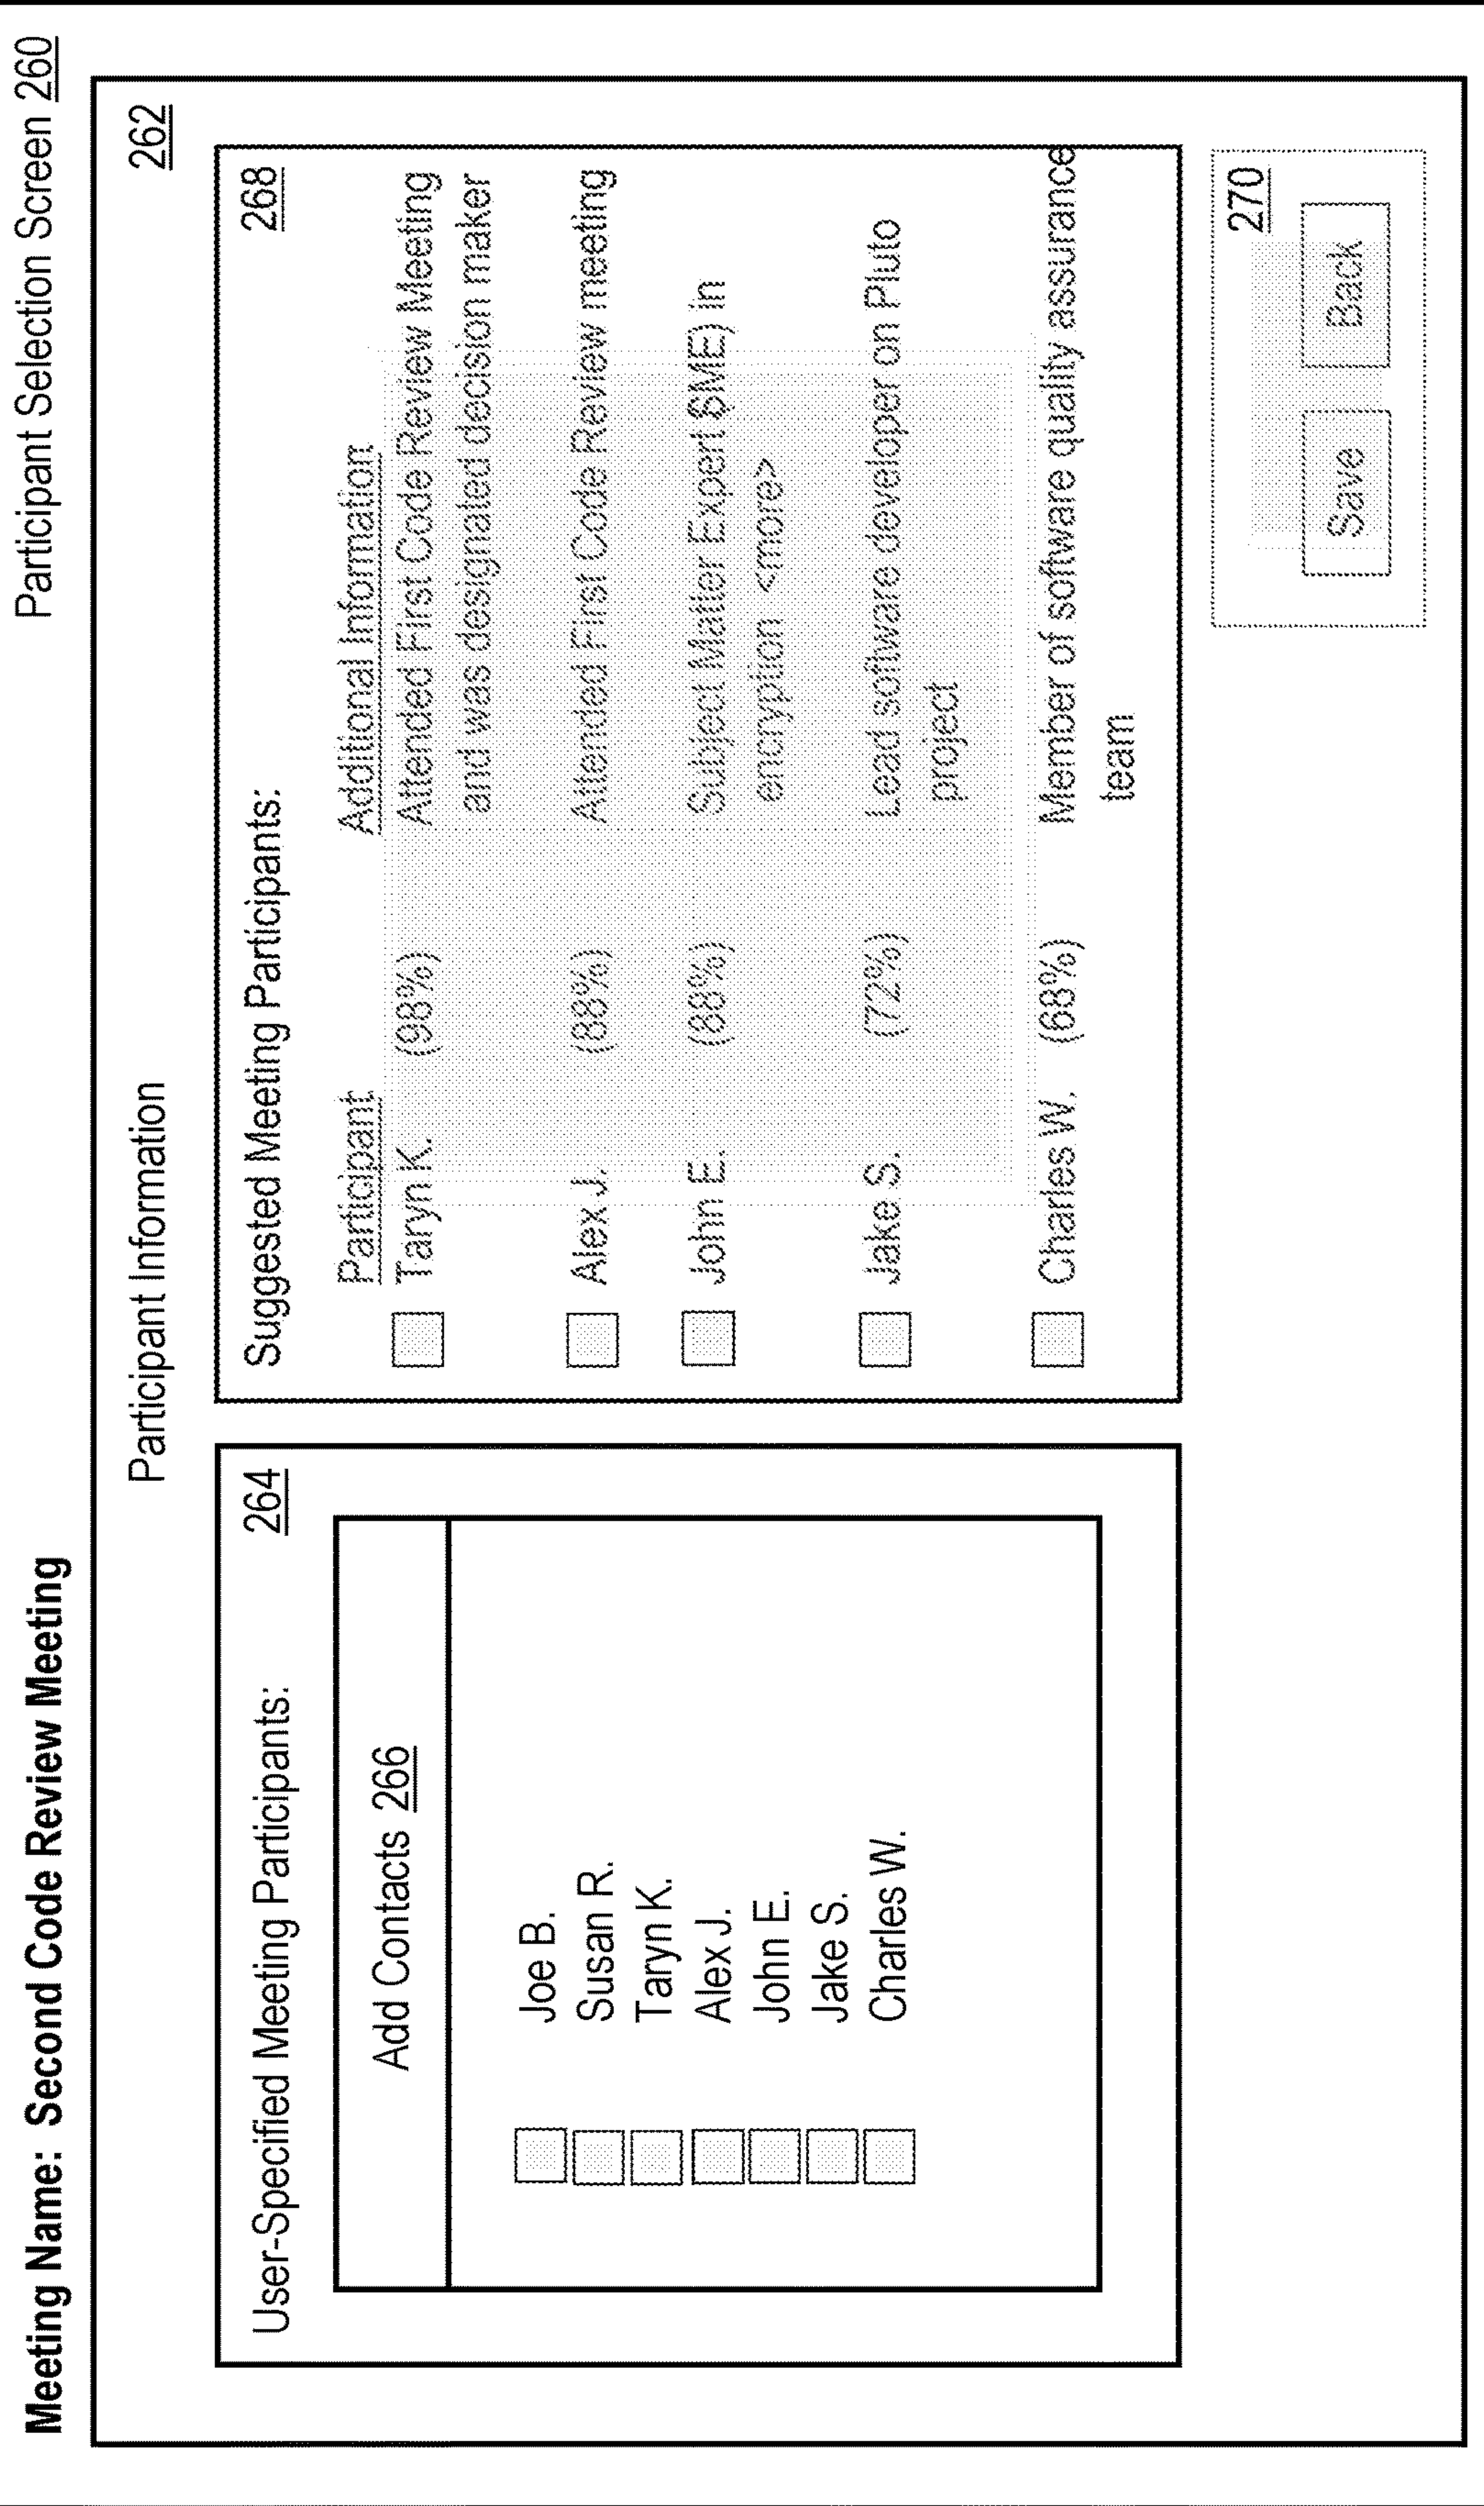 Meeting Name: Second Code Review Meeting
Participant Selection Screen 260
Participant Information
262
User-Specified Meeting Participants:
264
Add Contacts 266
Joe B.
Susan R.
Taryn K.
Alex J.
John E.
Jake S.
Charles W.
Suggested Meeting Participants:
268
Participant Additional Information
Taryn K. (98%) Attended First Code Review Meeting
and was designated decision maker
Alex J. (88%) Attended First Code Review meeting
John E. (88%) Subject Matter Expert SME) in
encryption <more>
Jake S. (72%) Lead software developer on Pluto
project
Charles W. (68%) Member of software quality assurance
team
270
Save Back